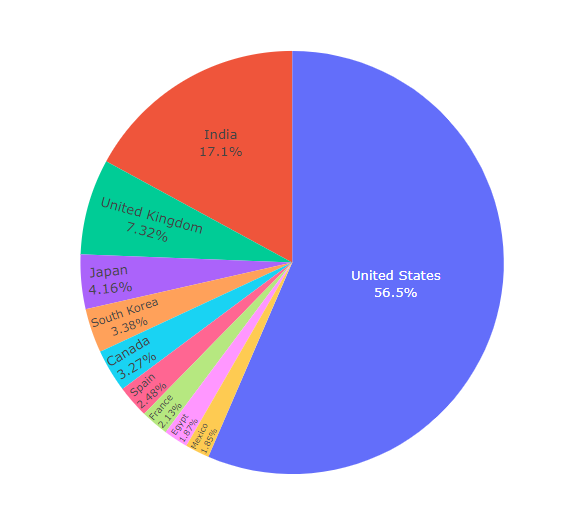 India
17.1%
United Kingdom
7.32%
United States
56.5%
Japan
4.16%
South Korea
3.38%
Canada
3.27%
Spain
2.48%
France
2.13%
Egypt
1.87%
Mexico
1.85%